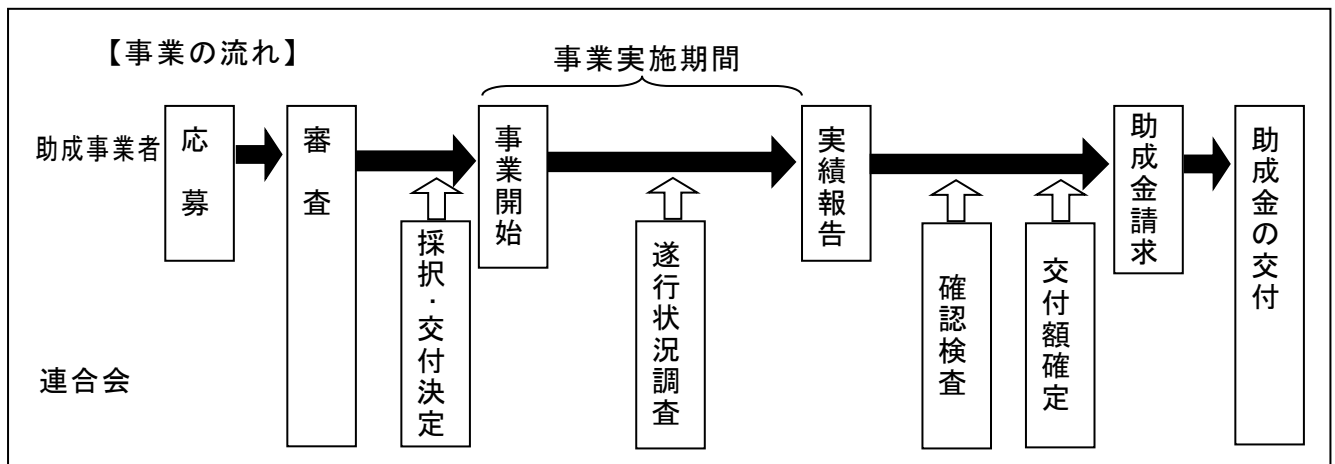 【事業の流れ】
事業実施期間
助成事業者
応募
審査
採択・交付決定
事業開始
遂行状況調査
実績報告
確認検査
交付額確定
助成金請求
助成金の交付
連合会